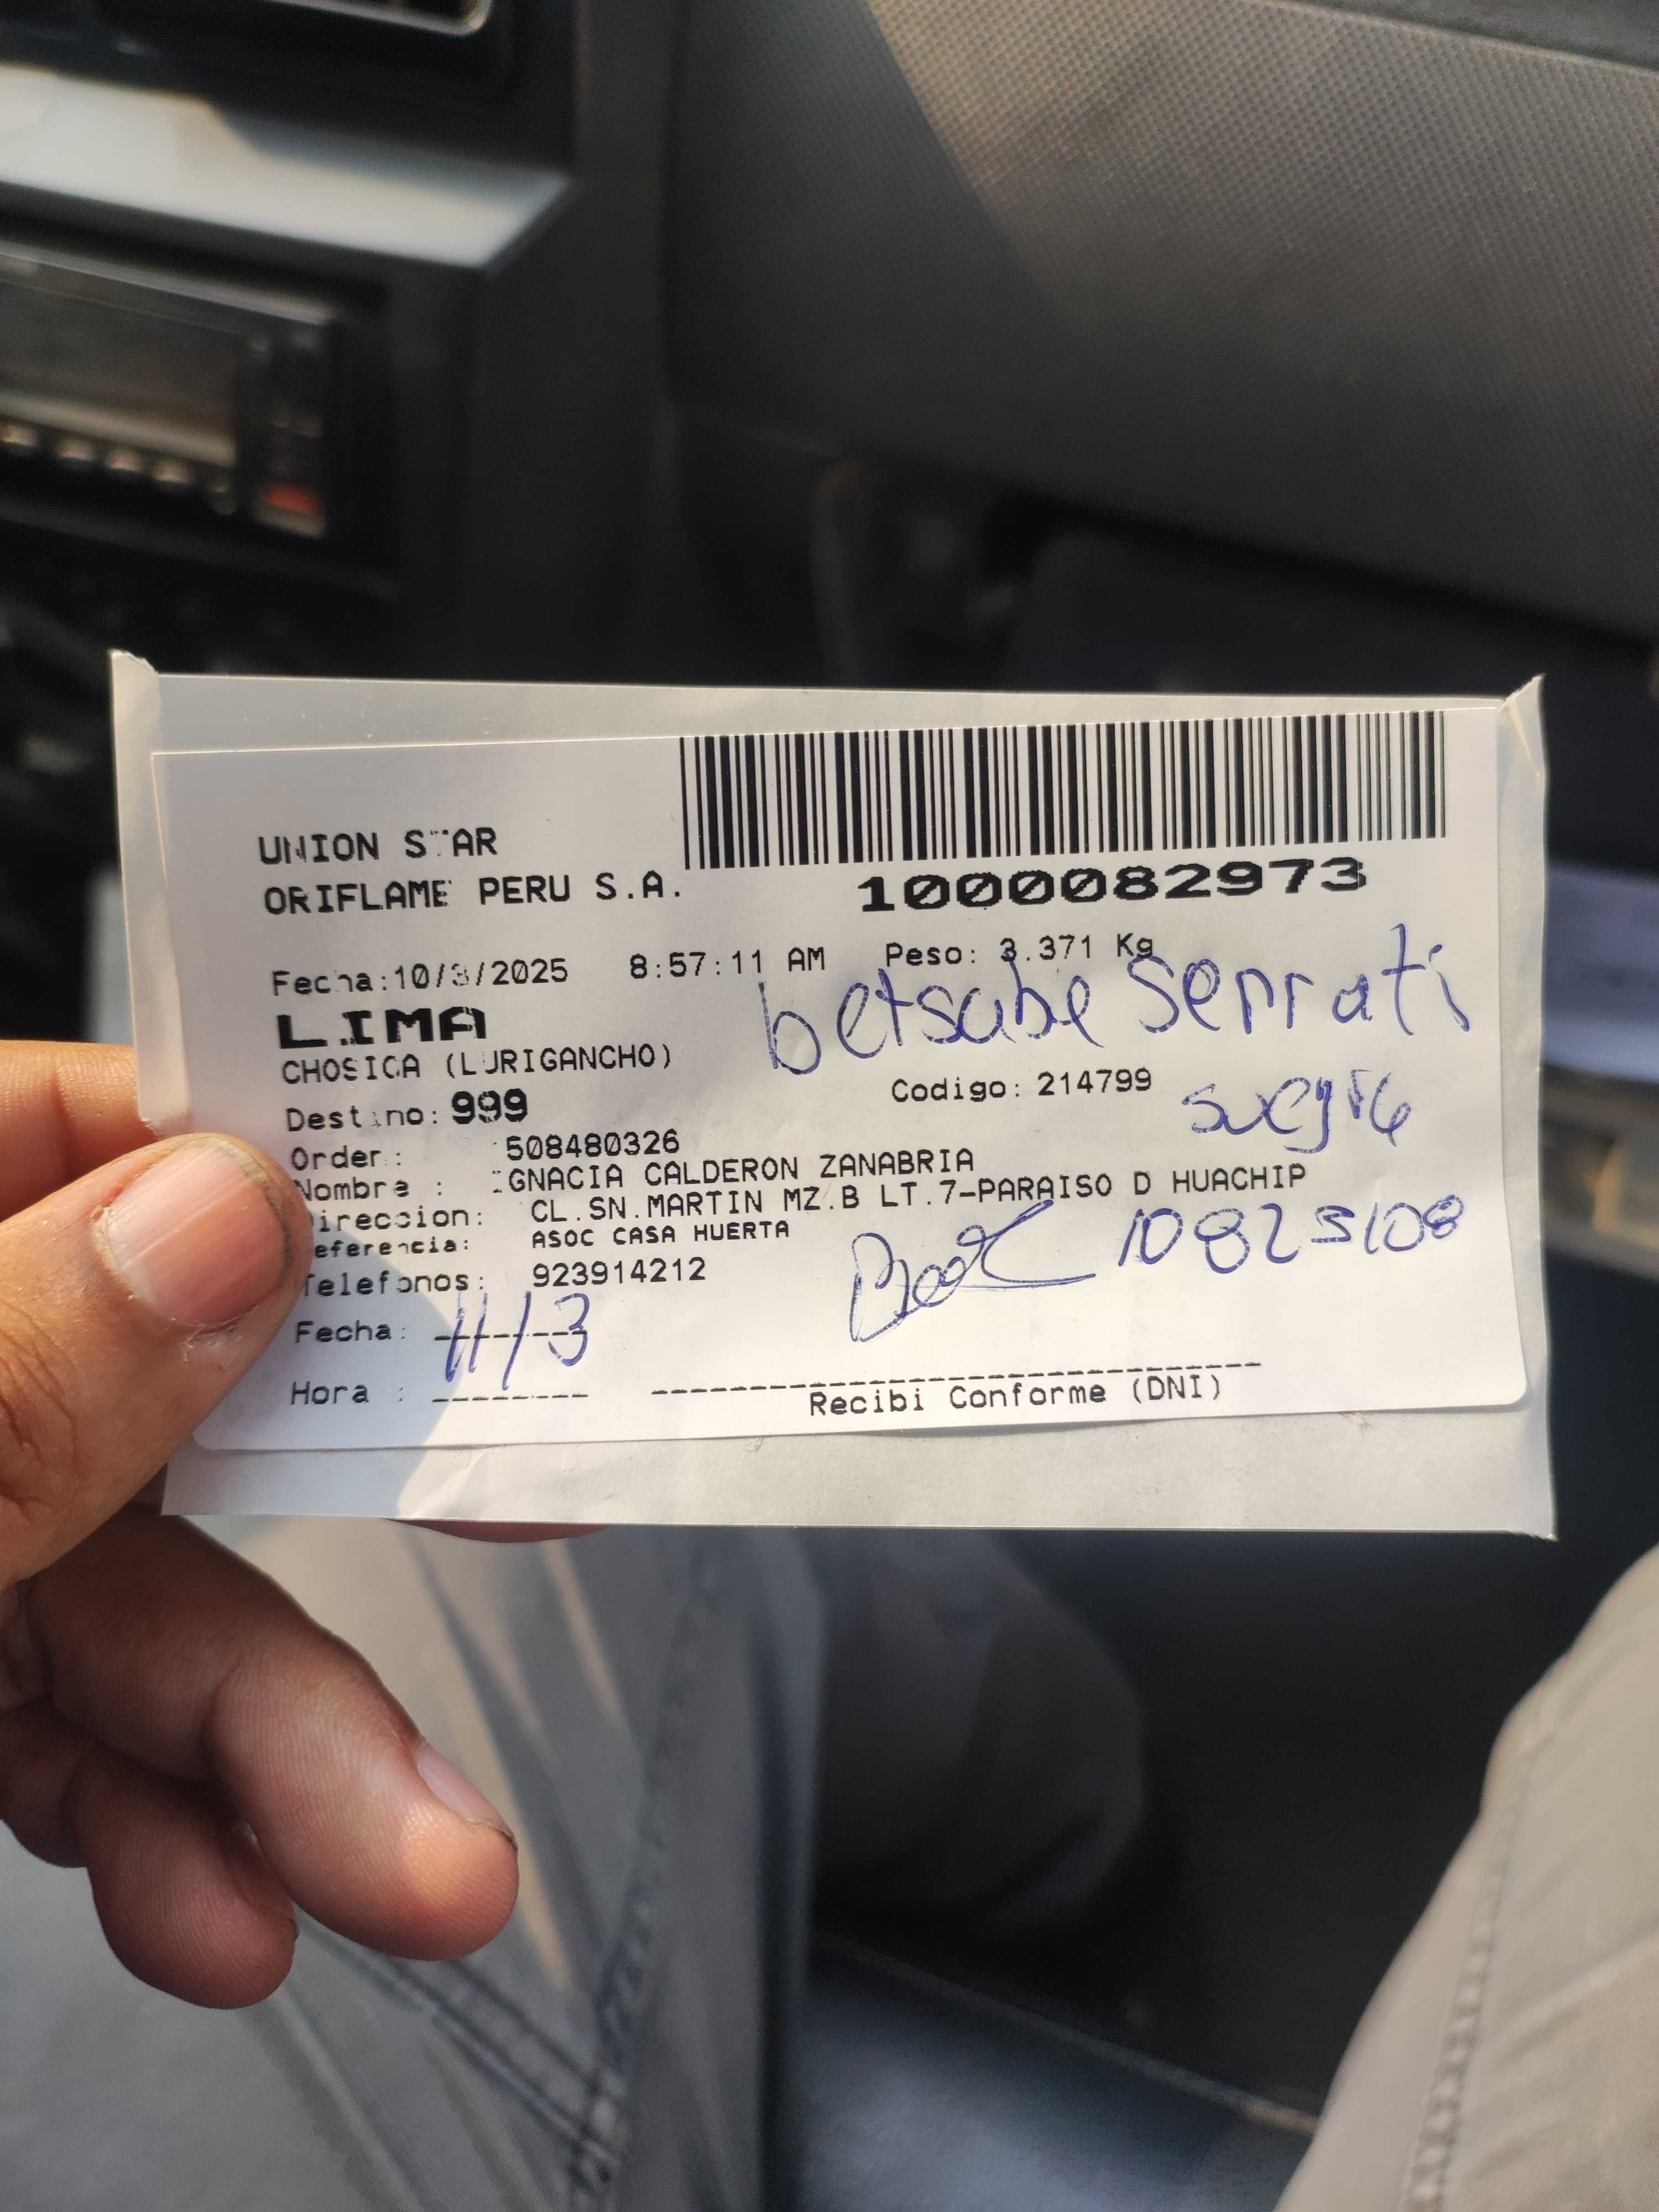 UNION STAR
ORIFLAME PERU S.A.
1000082973
Fecha:10/3/2025 8:57:11 AM Peso: 3.371 Kg
betsabe Serrati
LIMA
CHOSICA (LURIGANCHO)
Destino: 999 Codigo: 214799
suegra
Order : 508480326
Nombre : IGNACIA CALDERON ZANABRIA
Direccion: CL.SN.MARTIN MZ.B LT.7-PARAISO D HUACHIP
Referencia: ASOC CASA HUERTA
10823108
Telefonos: 923914212
Fecha: 11/3
Hora :
Recibi Conforme (DNI)